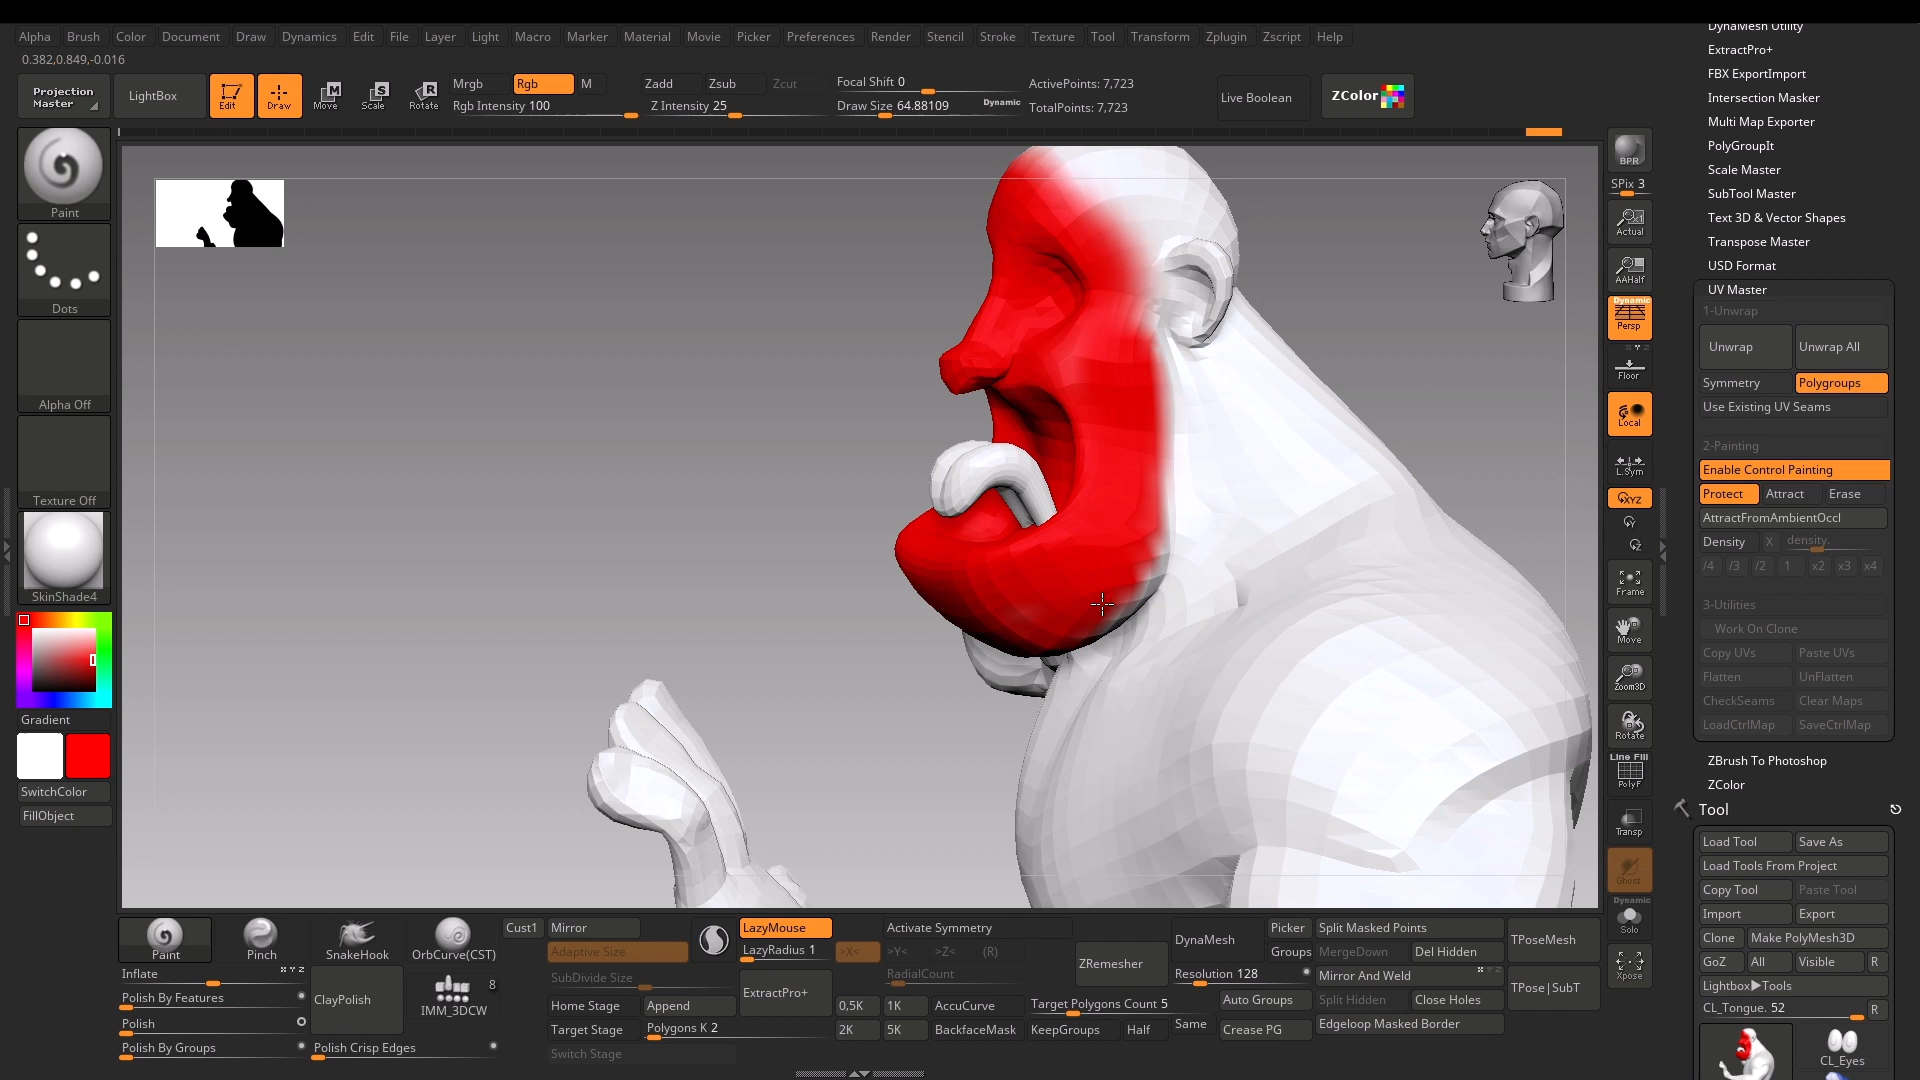 DynaMesh Utility
Alpha Brush Color Document Draw Dynamics Edit File Layer Light Macro Marker Material Movie Picker Preferences Render Stencil Stroke Texture Tool Transform Zplugin Zscript Help
0.382,0.849,-0.016
ExtractPro+
FBX ExportImport
Intersection Masker
Multi Map Exporter
PolyGroupIt
Scale Master
SubTool Master
Text 3D & Vector Shapes
Transpose Master
USD Format
UV Master
Projection Master
LightBox
Edit
Draw
Move
Scale
Rotate
Mrgb Rgb M
Rgb Intensity 100
Zadd Zsub Zcut
Z Intensity 25
Focal Shift 0
Draw Size 64.88109 Dynamic
ActivePoints: 7,723
TotalPoints: 7,723
Live Boolean
ZColor
Paint
Dots
Alpha Off
Texture Off
SkinShade4
Gradient
SwitchColor
FillObject
BPR
SPix 3
Actual
AAHalf
Dynamic
Persp
Floor
Local
L.Sym
XYZ
Y
Z
Frame
Move
Zoom3D
Rotate
Line Fill
PolyF
Transp
Ghost
Dynamic
Solo
Xpose
1-Unwrap
Unwrap Unwrap All
Symmetry Polygroups
Use Existing UV Seams
2-Painting
Enable Control Painting
Protect Attract Erase
AttractFromAmbientOccl
Density X density.
/4 /3 /2 1 x2 x3 x4
3-Utilities
Work On Clone
Copy UVs Paste UVs
Flatten UnFlatten
CheckSeams Clear Maps
LoadCtrlMap SaveCtrlMap
ZBrush To Photoshop
ZColor
Tool
Load Tool Save As
Load Tools From Project
Copy Tool Paste Tool
Import Export
Clone Make PolyMesh3D
GoZ All Visible R
Lightbox▶Tools
CL_Tongue. 52 R
CL_Eyes
Paint Pinch SnakeHook OrbCurve(CST)
Inflate x Y z
Polish By Features
Polish
Polish By Groups
ClayPolish
Polish Crisp Edges
IMM_3DCW
8
Cust1 Mirror
Adaptive Size
SubDivide Size
Home Stage Append
Target Stage Polygons K 2
Switch Stage
LazyMouse
LazyRadius 1
ExtractPro+
Activate Symmetry
>X< >Y< >Z< (R)
RadialCount
0,5K 1K AccuCurve
2K 5K BackfaceMask
ZRemesher
Target Polygons Count 5
KeepGroups Half Same
DynaMesh
Resolution 128
Auto Groups
Crease PG
Picker
Groups
Split Masked Points
MergeDown Del Hidden
Mirror And Weld
Split Hidden Close Holes
Edgeloop Masked Border
TPoseMesh
TPose|SubT